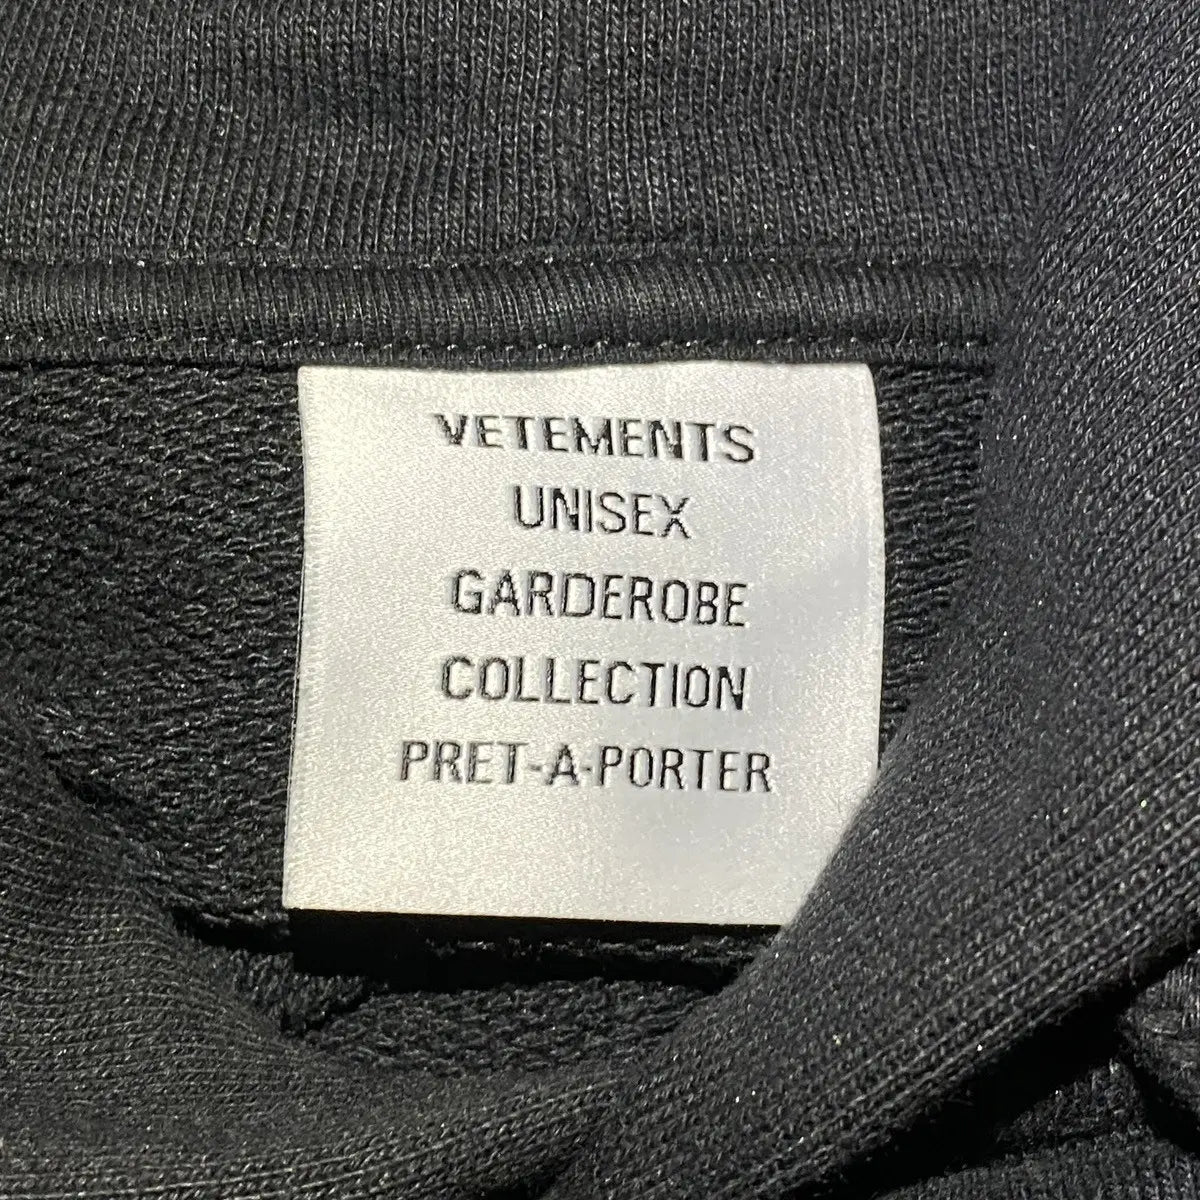 VETEMENTS
UNISEX
GARDEROBE
COLLECTION
PRET-A-PORTER